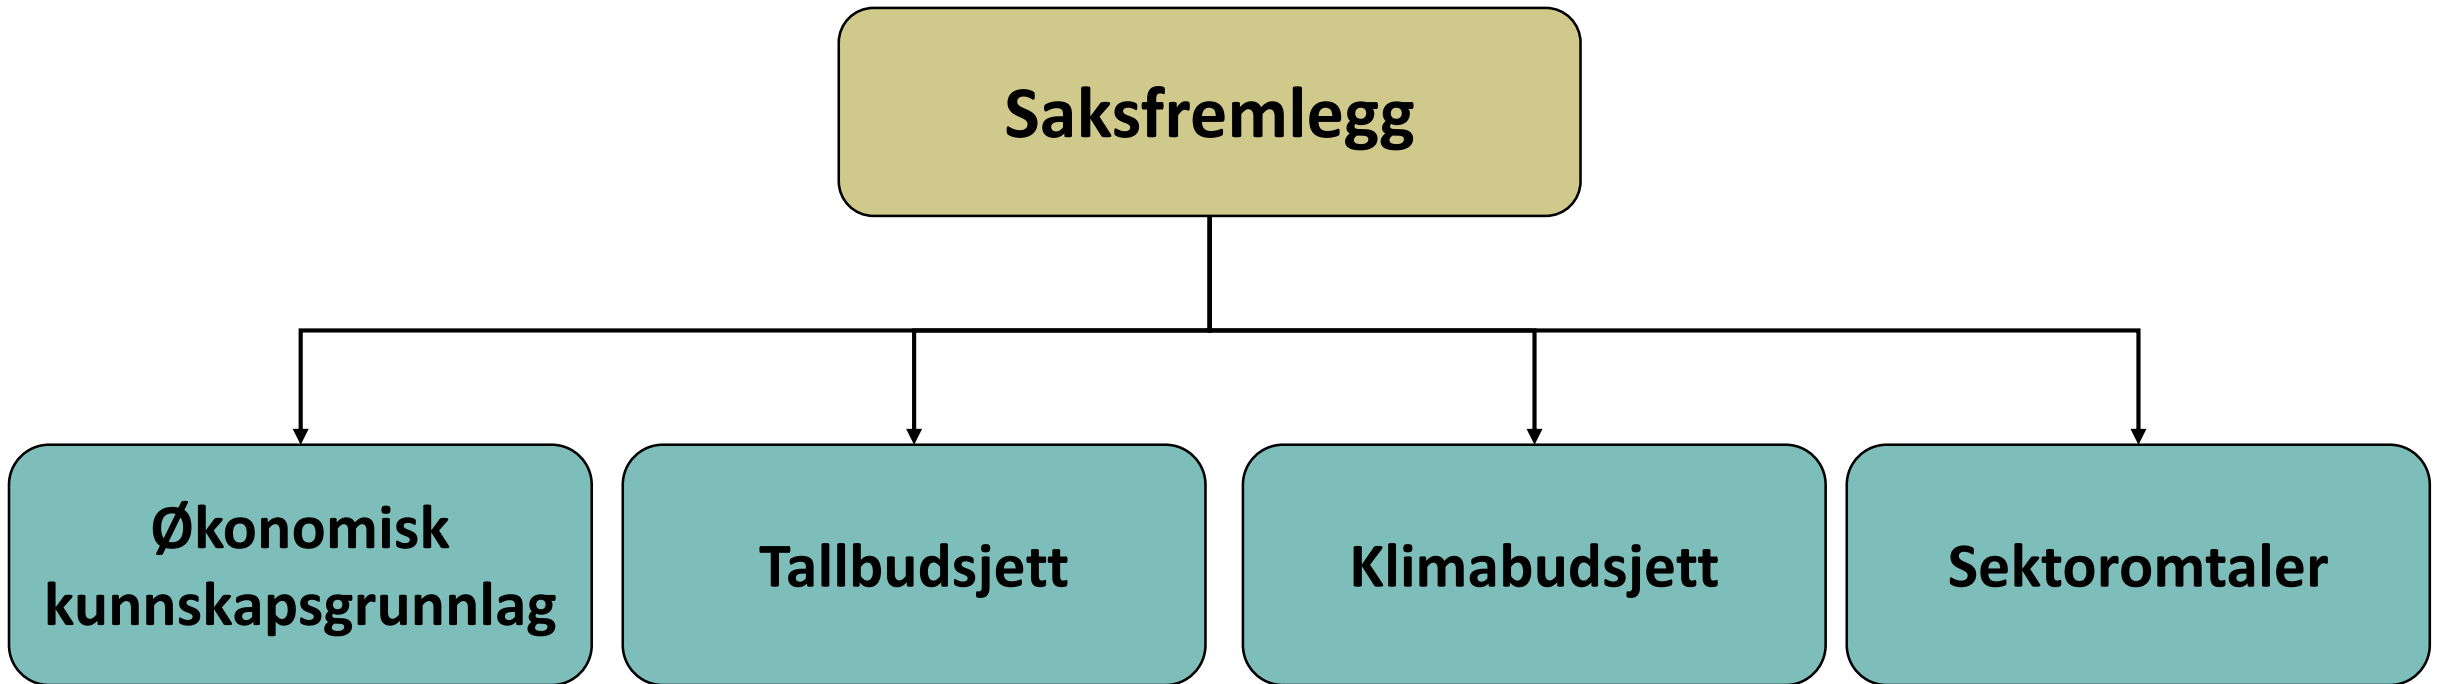 Saksfremlegg
Økonomisk
kunnskapsgrunnlag
Tallbudsjett
Klimabudsjett
Sektoromtaler